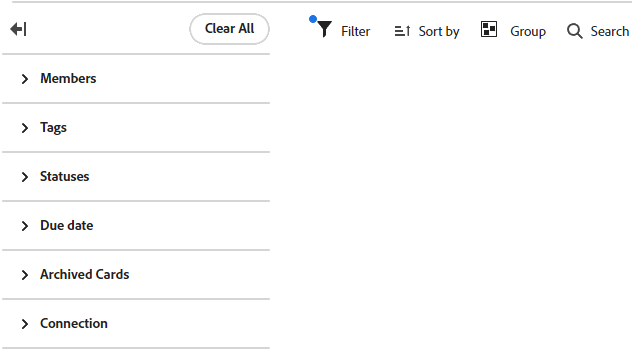 Clear All
Filter
Sort by
Group
Search
Members
Tags
Statuses
Due date
Archived Cards
Connection